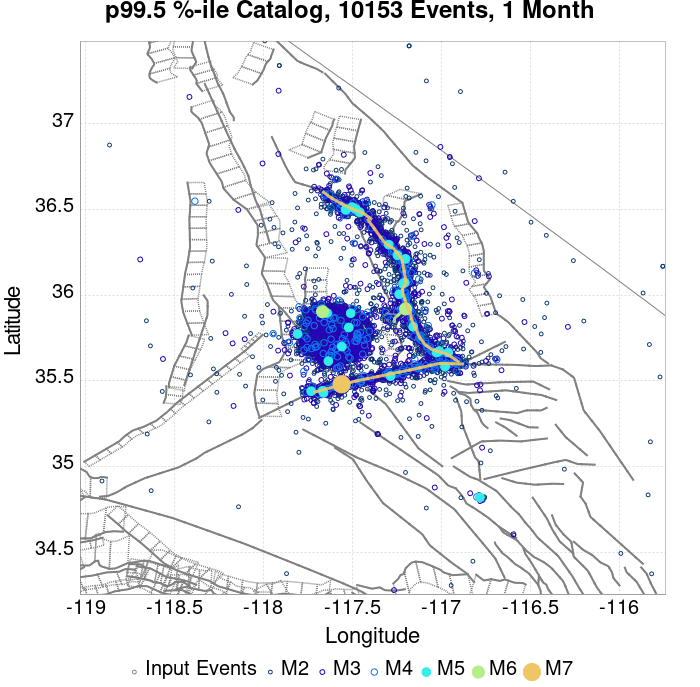 p99.5 %-ile Catalog, 10153 Events, 1 Month
37
36.5
36
35.5
35
34.5
Latitude
-119 -118.5 -118 -117.5 -117 -116.5 -116
Longitude
Input Events M2 M3 M4 M5 M6 M7